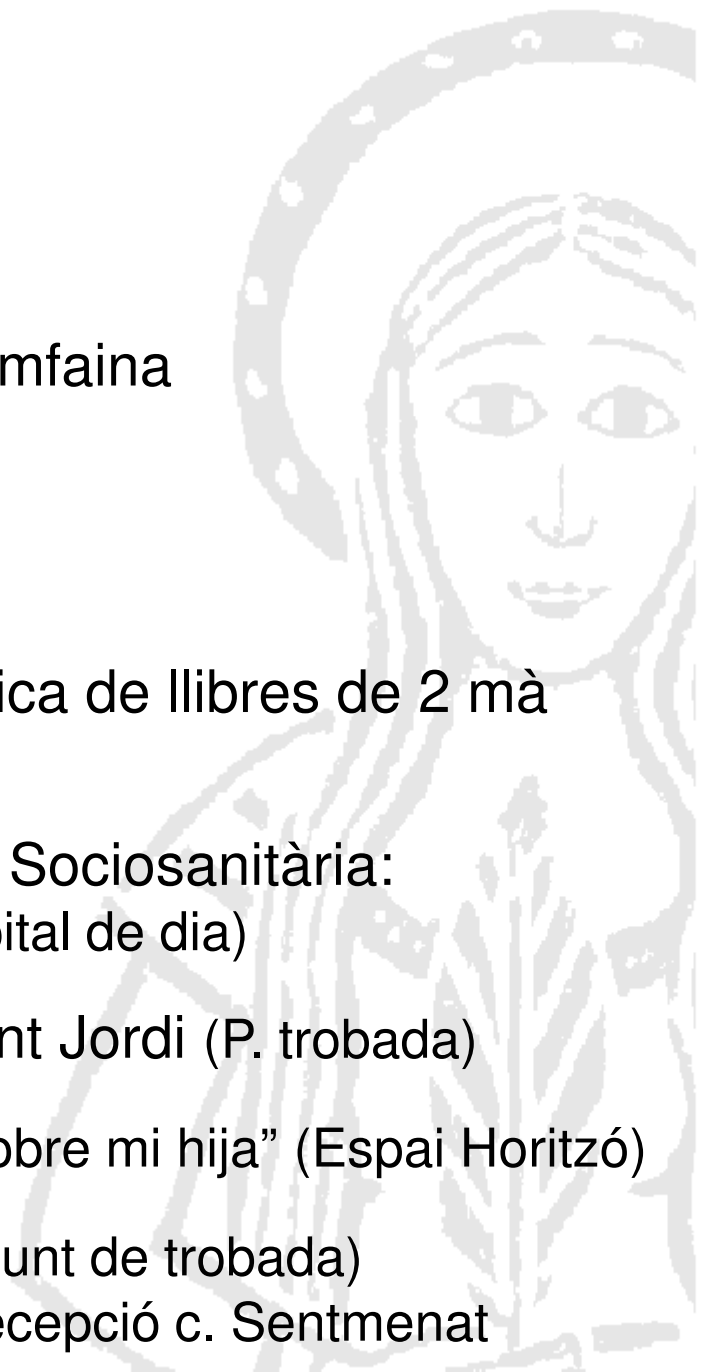 mfaina
ica de llibres de 2 mà
Sociosanitària:
ital de dia)
nt Jordi (P. trobada)
obre mi hija” (Espai Horitzó)
unt de trobada)
ecepció c. Sentmenat